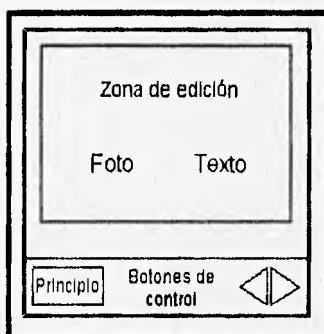 Zona de edición
Foto Texto
Principio
Botones de
control